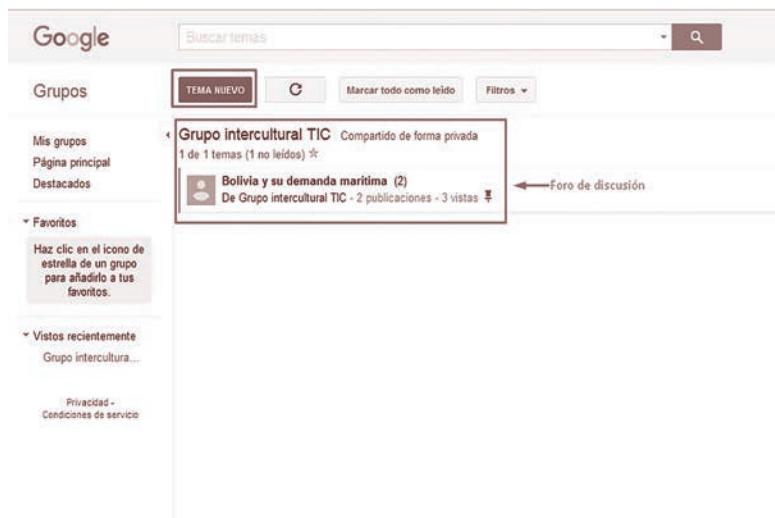 Google
Buscar temas
Grupos
TEMA NUEVO
Marcar todo como leído
Filtros
Mis grupos
Página principal
Destacados
Favoritos
Haz clic en el icono de
estrella de un grupo
para añadirlo a tus
favoritos.
Vistos recientemente
Grupo intercultura...
Privacidad -
Condiciones de servicio
Grupo intercultural TIC Compartido de forma privada
1 de 1 temas (1 no leídos)
Bolivia y su demanda maritima (2)
De Grupo intercultural TIC - 2 publicaciones - 3 vistas
Foro de discusión